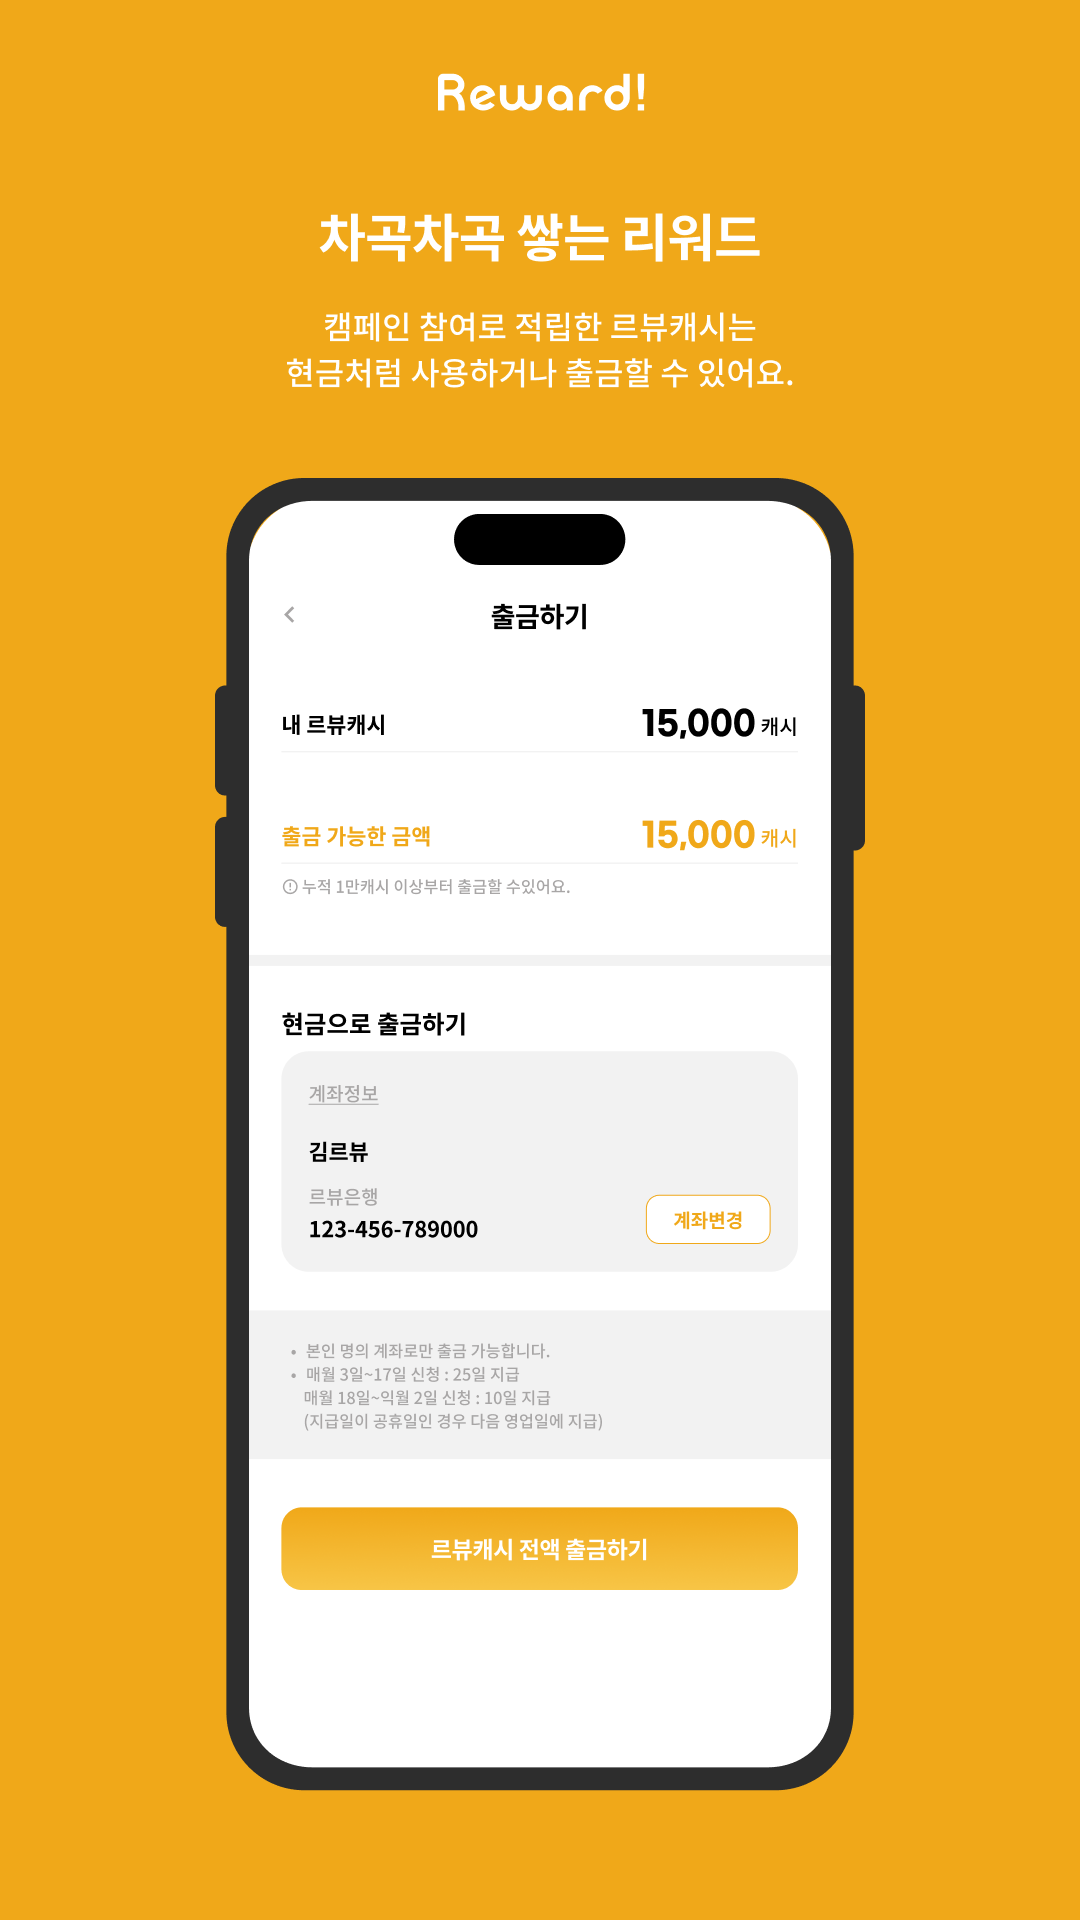 Reward!
차곡차곡 쌓는 리워드
캠페인 참여로 적립한 르뷰캐시는
현금처럼 사용하거나 출금할 수 있어요.
출금하기
내 르뷰캐시 15,000 캐시
출금 가능한 금액 15,000 캐시
누적 1만캐시 이상부터 출금할 수있어요.
현금으로 출금하기
계좌정보
김르뷰
르뷰은행
123-456-789000
계좌변경
• 본인 명의 계좌로만 출금 가능합니다.
• 매월 3일~17일 신청 : 25일 지급
매월 18일~익월 2일 신청 : 10일 지급
(지급일이 공휴일인 경우 다음 영업일에 지급)
르뷰캐시 전액 출금하기